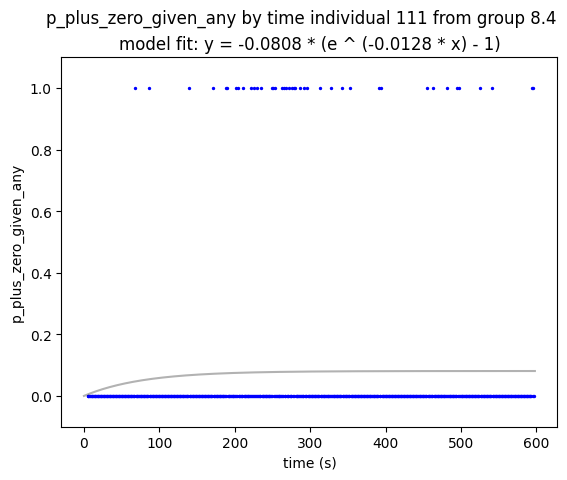 p_plus_zero_given_any by time individual 111 from group 8.4
model fit: y = -0.0808 * (e ^ (-0.0128 * x) - 1)
p_plus_zero_given_any
1.0
0.8
0.6
0.4
0.2
0.0
0 100 200 300 400 500 600
time (s)